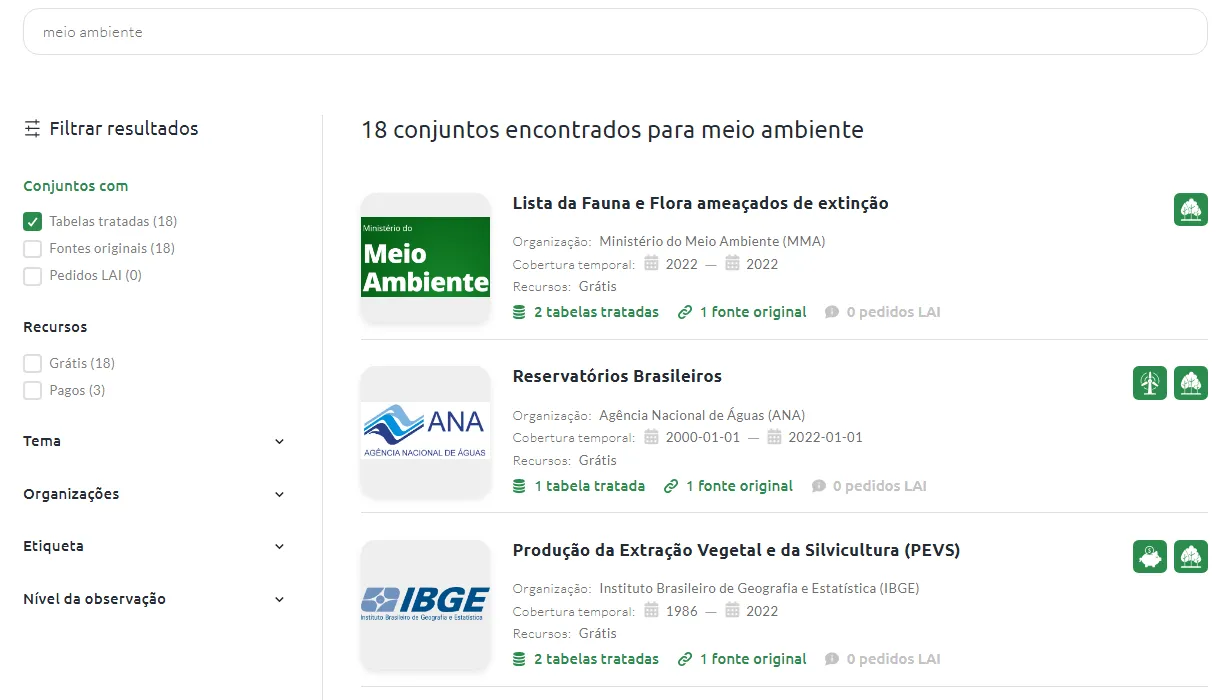 meio ambiente
Filtrar resultados
Conjuntos com
Tabelas tratadas (18)
Fontes originais (18)
Pedidos LAI (0)
Recursos
Grátis (18)
Pagos (3)
Tema
Organizações
Etiqueta
Nível da observação
18 conjuntos encontrados para meio ambiente
Ministério do
Meio
Ambiente
Lista da Fauna e Flora ameaçados de extinção
Organização: Ministério do Meio Ambiente (MMA)
Cobertura temporal: 2022 — 2022
Recursos: Grátis
2 tabelas tratadas 1 fonte original 0 pedidos LAI
ANA
AGÊNCIA NACIONAL DE ÁGUAS
Reservatórios Brasileiros
Organização: Agência Nacional de Águas (ANA)
Cobertura temporal: 2000-01-01 — 2022-01-01
Recursos: Grátis
1 tabela tratada 1 fonte original 0 pedidos LAI
IBGE
Instituto Brasileiro de Geografia e Estatística
Produção da Extração Vegetal e da Silvicultura (PEVS)
Organização: Instituto Brasileiro de Geografia e Estatística (IBGE)
Cobertura temporal: 1986 — 2022
Recursos: Grátis
2 tabelas tratadas 1 fonte original 0 pedidos LAI